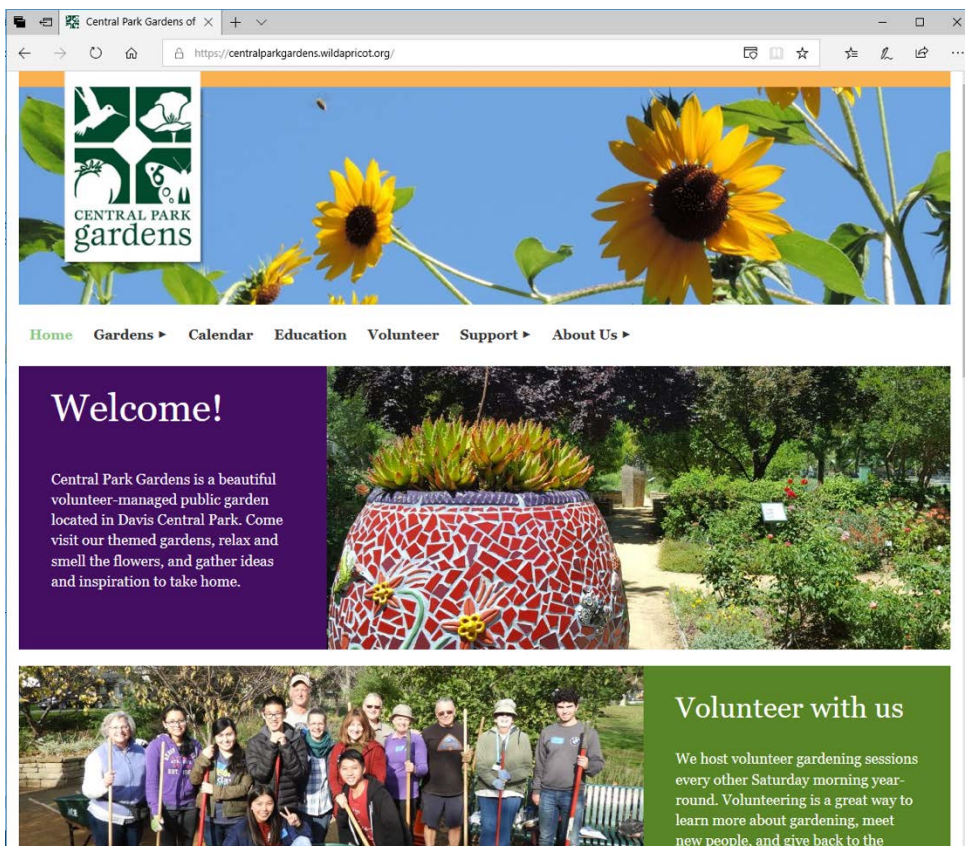 Central Park Gardens of
https://centralparkgardens.wildapricot.org/
CENTRAL PARK
gardens
Home Gardens Calendar Education Volunteer Support About Us
Welcome!
Central Park Gardens is a beautiful
volunteer-managed public garden
located in Davis Central Park. Come
visit our themed gardens, relax and
smell the flowers, and gather ideas
and inspiration to take home.
Volunteer with us
We host volunteer gardening sessions
every other Saturday morning year-
round. Volunteering is a great way to
learn more about gardening, meet
new people, and give back to the